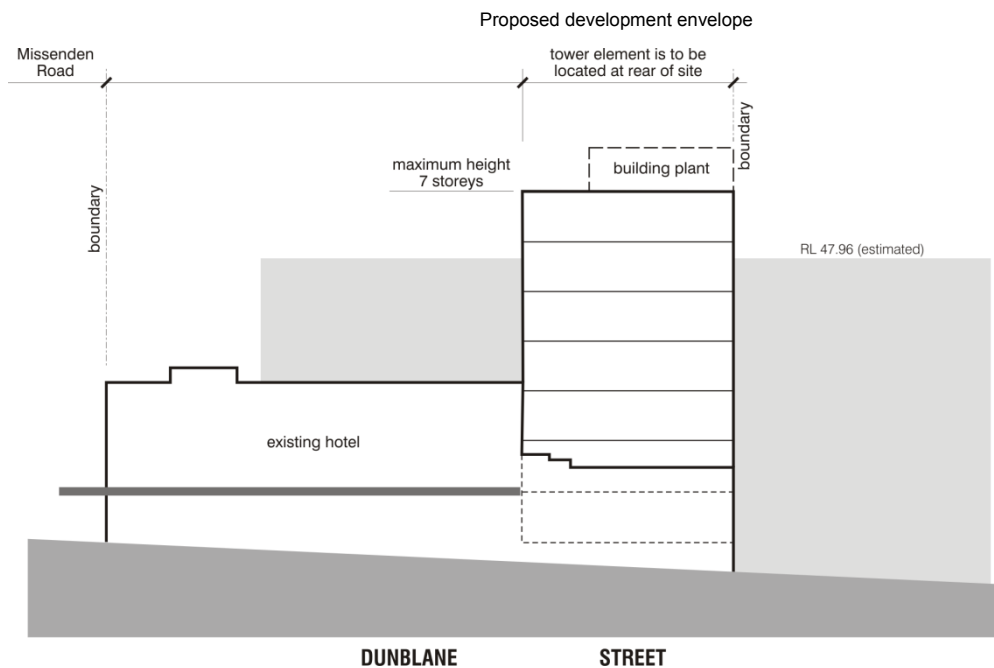 Proposed development envelope
Missenden
Road
tower element is to be
located at rear of site
boundary
boundary
maximum height
7 storeys
building plant
RL 47.96 (estimated)
existing hotel
DUNBLANE STREET